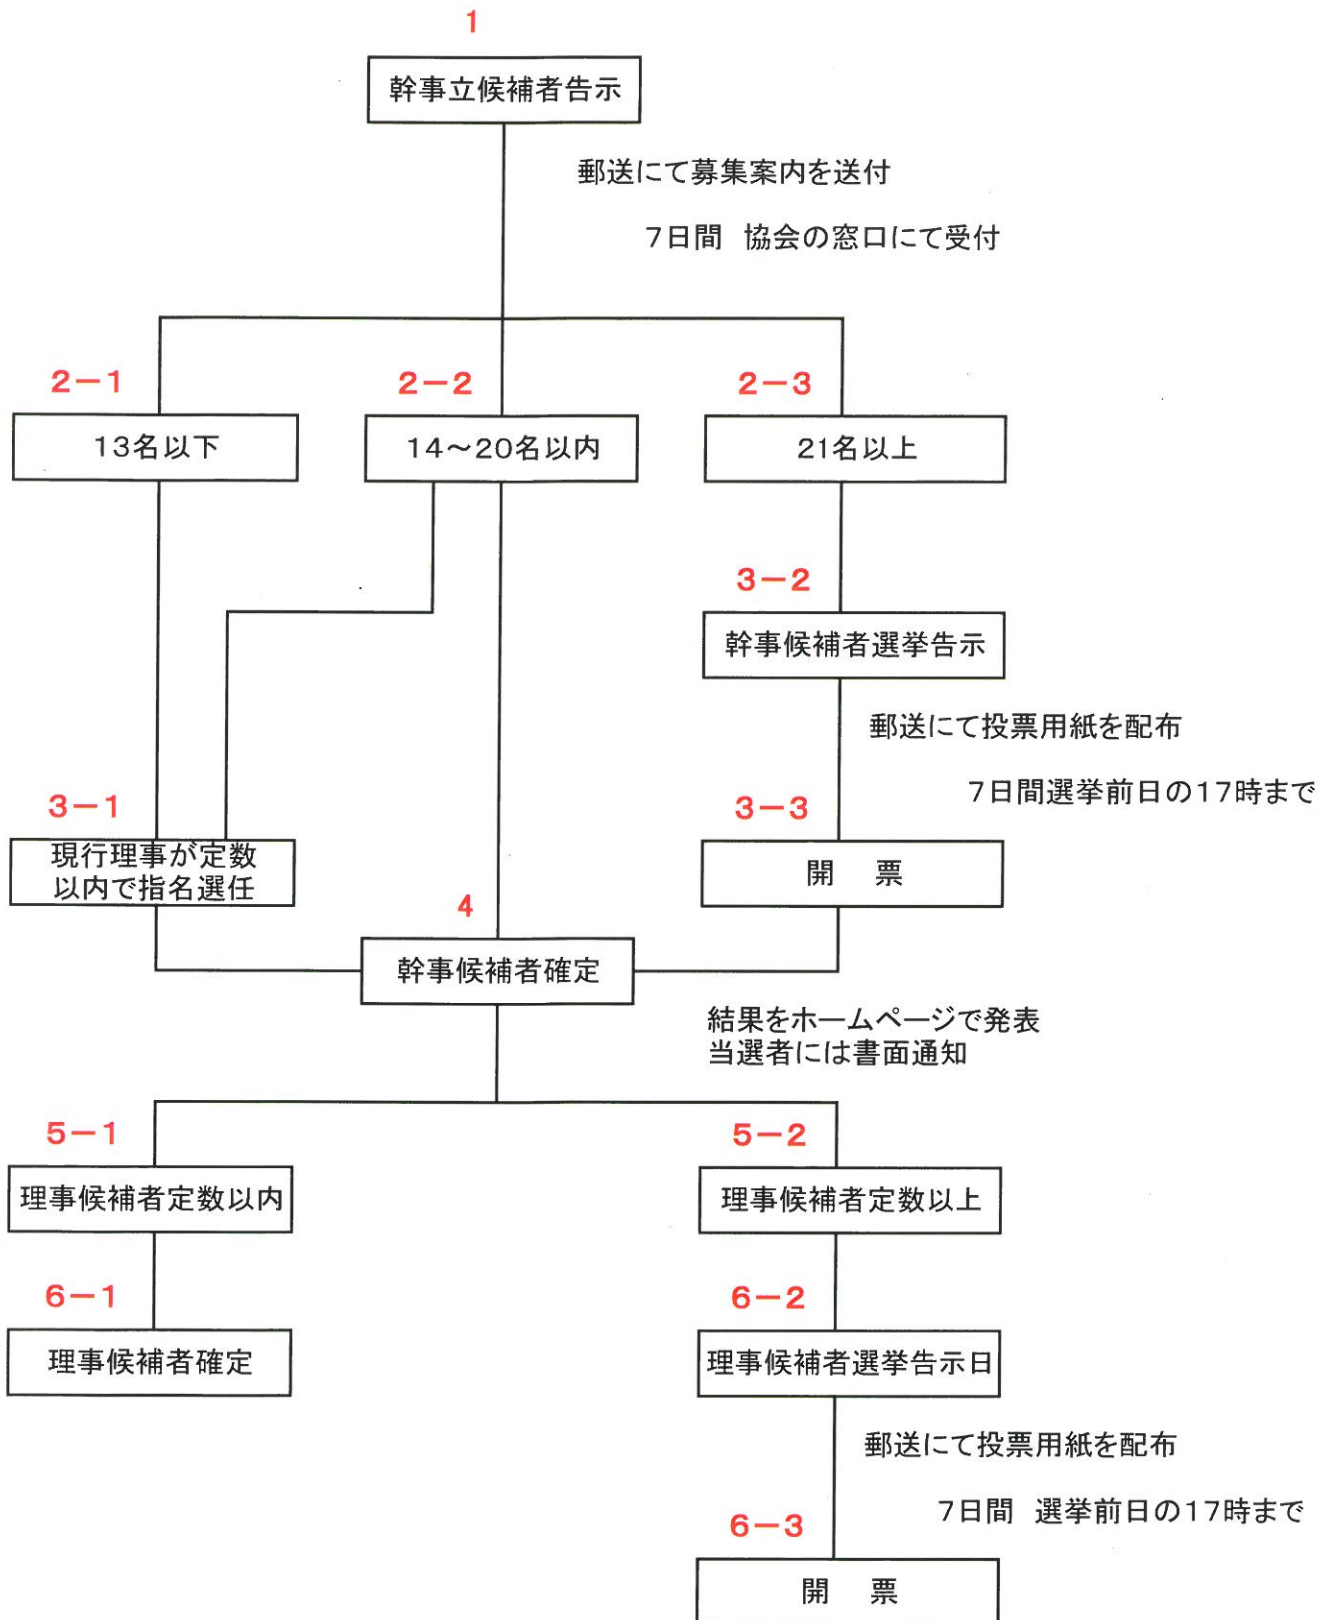 1
幹事立候補者告示
郵送にて募集案内を送付
7日間 協会の窓口にて受付
2－1
2－2
2－3
13名以下
14～20名以内
21名以上
3－2
幹事候補者選挙告示
郵送にて投票用紙を配布
7日間選挙前日の17時まで
3－1
3－3
現行理事が定数
以内で指名選任
開　票
4
幹事候補者確定
結果をホームページで発表
当選者には書面通知
5－1
5－2
理事候補者定数以内
理事候補者定数以上
6－1
6－2
理事候補者確定
理事候補者選挙告示日
郵送にて投票用紙を配布
7日間 選挙前日の17時まで
6－3
開　票